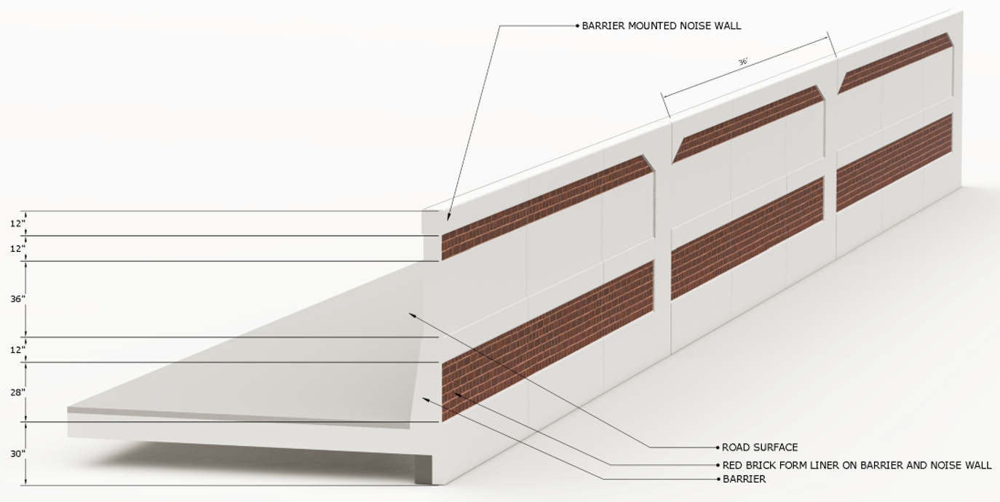 BARRIER MOUNTED NOISE WALL
36'
12"
12"
36"
12"
28"
30"
ROAD SURFACE
RED BRICK FORM LINER ON BARRIER AND NOISE WALL
BARRIER